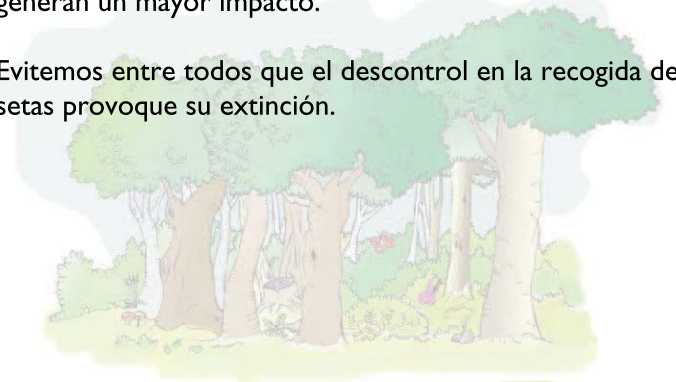 generan un mayor impacto.
Evitemos entre todos que el descontrol en la recogida de
setas provoque su extinción.